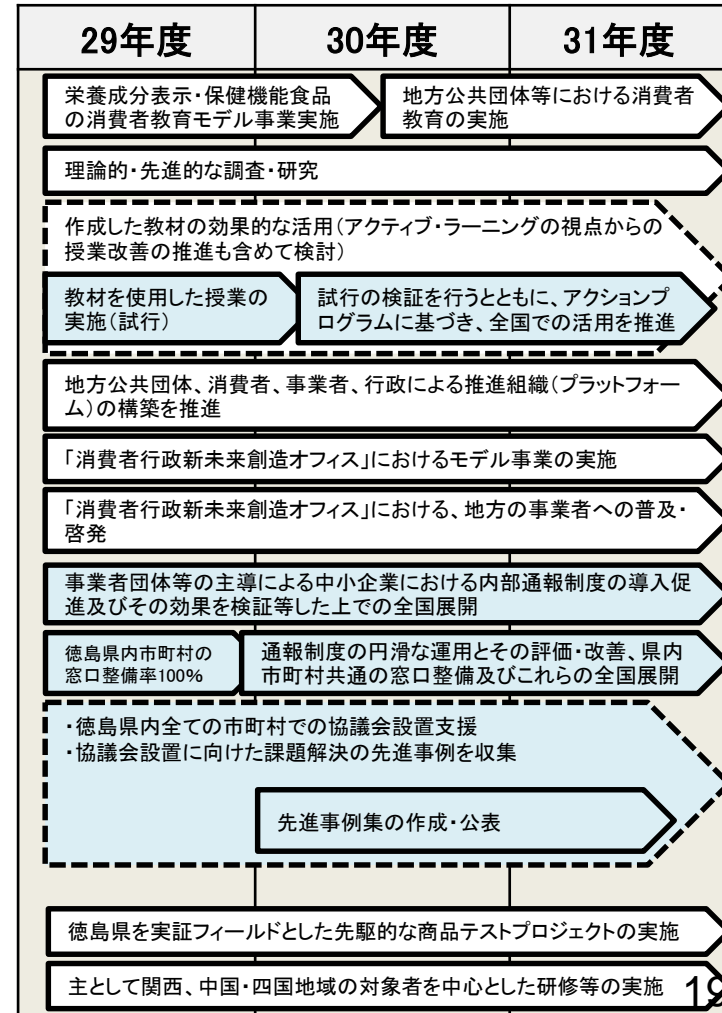 29年度 30年度 31年度
栄養成分表示・保健機能食品
の消費者教育モデル事業実施
地方公共団体等における消費者
教育の実施
理論的・先進的な調査・研究
作成した教材の効果的な活用(アクティブ・ラーニングの視点からの
授業改善の推進も含めて検討)
教材を使用した授業の
実施(試行)
試行の検証を行うとともに、アクションプ
ログラムに基づき、全国での活用を推進
地方公共団体、消費者、事業者、行政による推進組織(プラットフォー
ム)の構築を推進
「消費者行政新未来創造オフィス」におけるモデル事業の実施
「消費者行政新未来創造オフィス」における、地方の事業者への普及・
啓発
事業者団体等の主導による中小企業における内部通報制度の導入促
進及びその効果を検証等した上での全国展開
徳島県内市町村の
窓口整備率100%
通報制度の円滑な運用とその評価・改善、県内
市町村共通の窓口整備及びこれらの全国展開
・徳島県内全ての市町村での協議会設置支援
・協議会設置に向けた課題解決の先進事例を収集
先進事例集の作成・公表
徳島県を実証フィールドとした先駆的な商品テストプロジェクトの実施
主として関西、中国・四国地域の対象者を中心とした研修等の実施
19